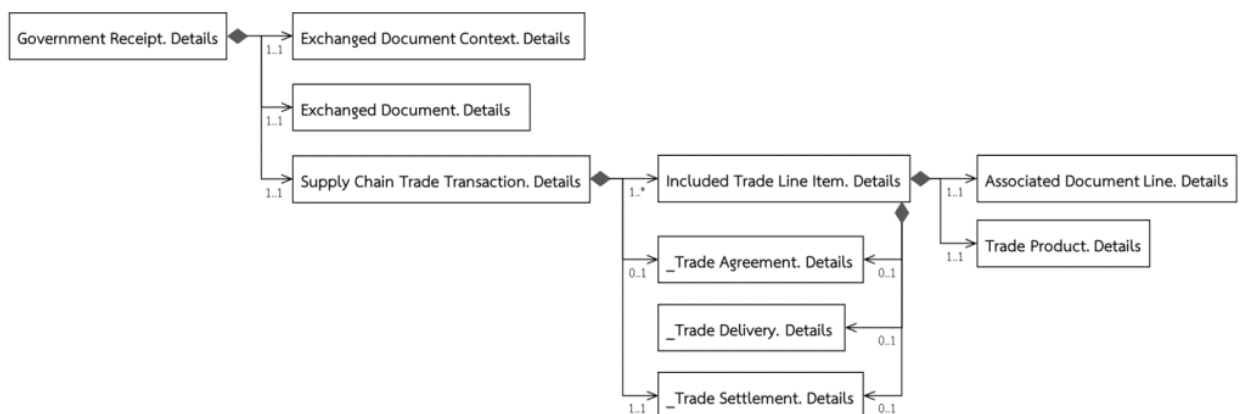 Government Receipt. Details
Exchanged Document Context. Details
1..1
Exchanged Document. Details
1..1
Supply Chain Trade Transaction. Details
1..1
Included Trade Line Item. Details
1..*
Associated Document Line. Details
1..1
Trade Product. Details
1..1
_Trade Agreement. Details
0..1
0..1
_Trade Delivery. Details
0..1
_Trade Settlement. Details
1..1
0..1